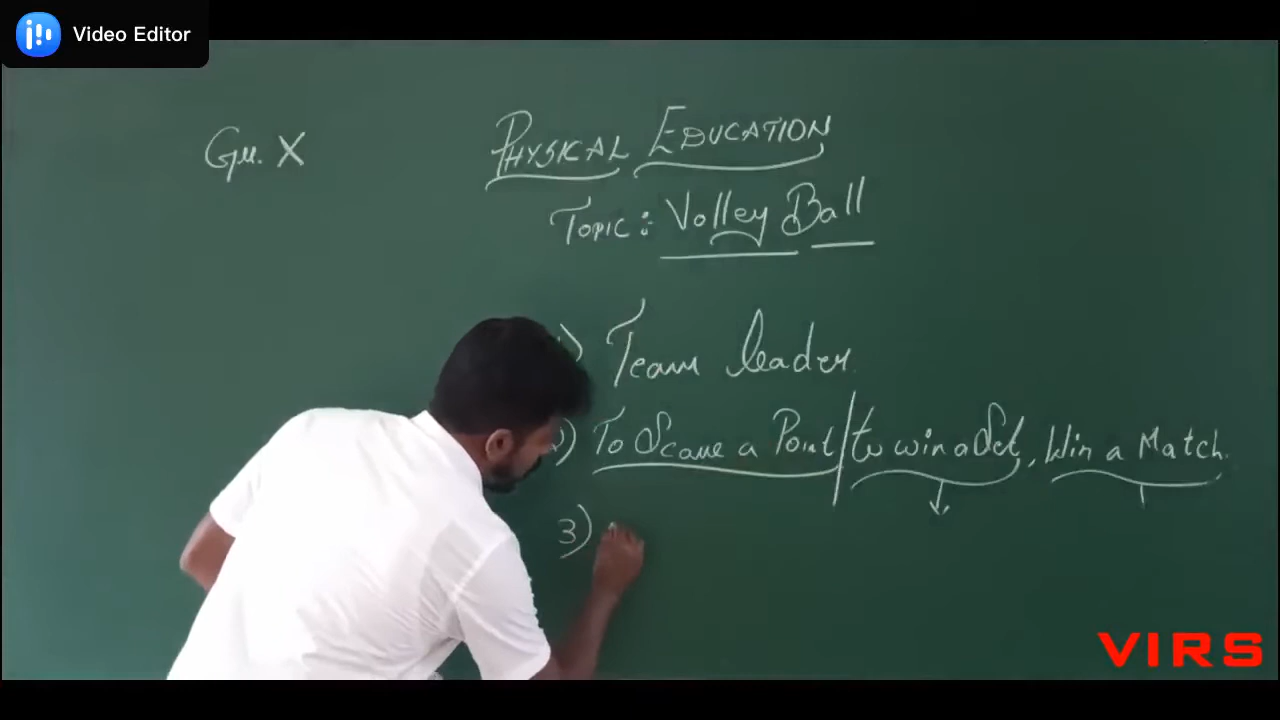 Video Editor
Gr. X
PHYSICAL EDUCATION
TOPIC: Volley Ball
1) Team leader
2) To Score a Point/to win a Set, Win a Match.
3)
VIRS